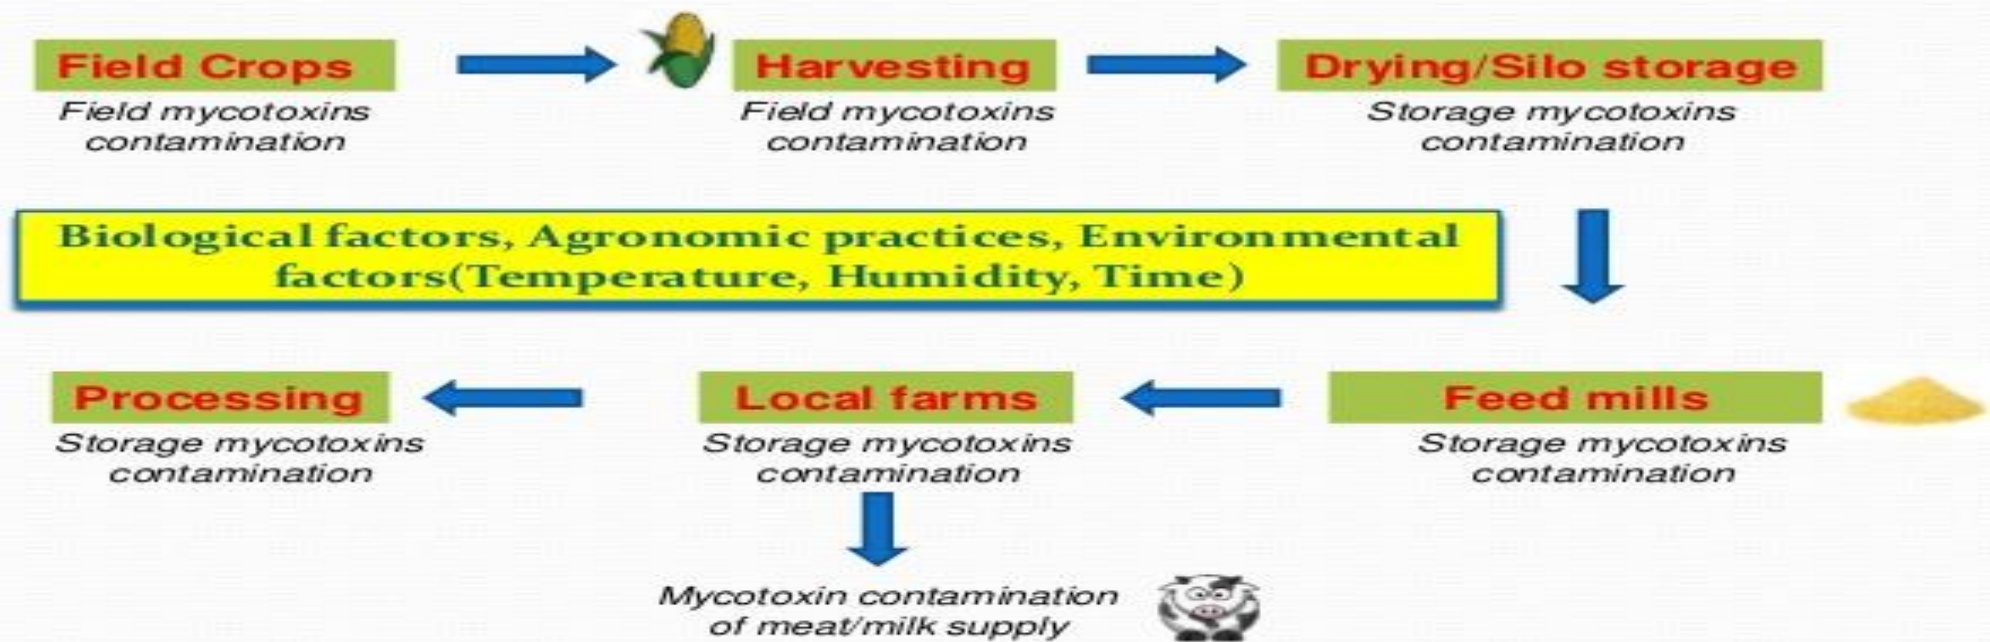 Field Crops
Field mycotoxins
contamination
Harvesting
Field mycotoxins
contamination
Drying/Silo storage
Storage mycotoxins
contamination
Biological factors, Agronomic practices, Environmental
factors(Temperature, Humidity, Time)
Processing
Storage mycotoxins
contamination
Local farms
Storage mycotoxins
contamination
Feed mills
Storage mycotoxins
contamination
Mycotoxin contamination
of meat/milk supply